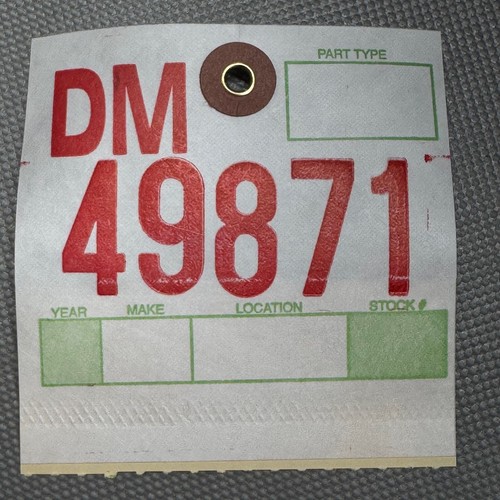 PART TYPE
DM
49871
YEAR MAKE LOCATION STOCK #